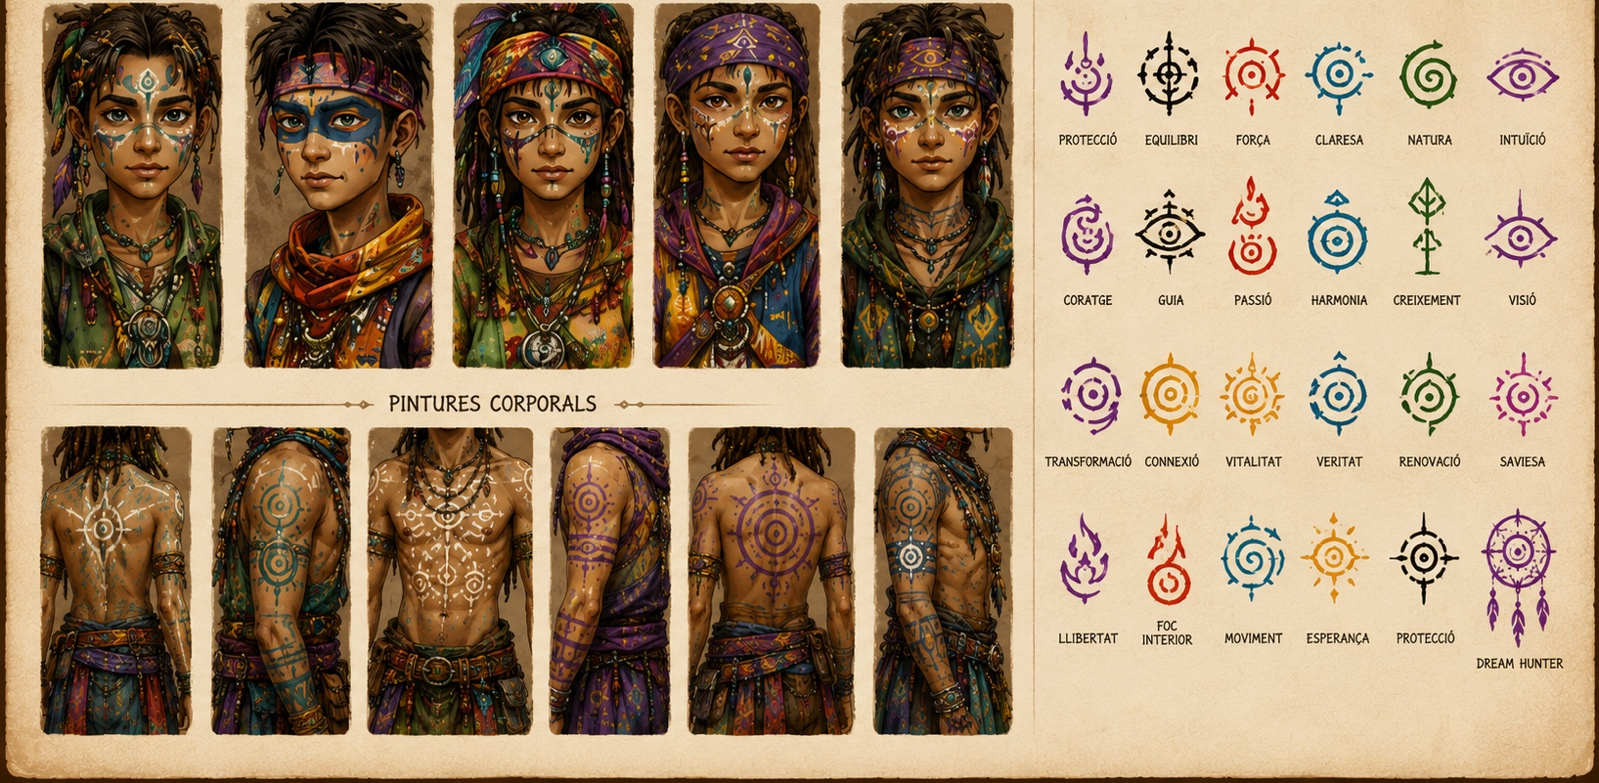 PROTECCIÓ
EQUILIBRI
FORÇA
CLARESA
NATURA
INTUÏCIÓ
CORATGE
GUIA
PASSIÓ
HARMONIA
CREIXEMENT
VISIÓ
PINTURES CORPORALS
TRANSFORMACIÓ
CONNEXIÓ
VITALITAT
VERITAT
RENOVACIÓ
SAVIESA
LLIBERTAT
FOC
INTERIOR
MOVIMENT
ESPERANÇA
PROTECCIÓ
DREAM HUNTER